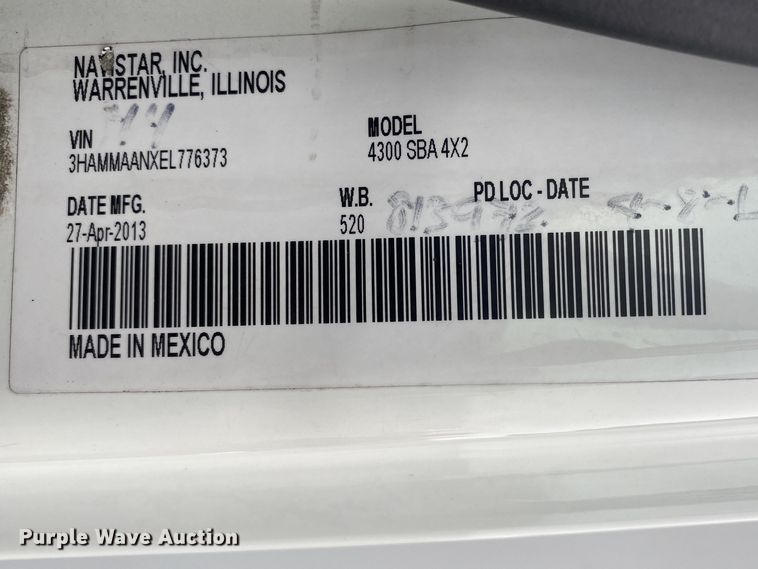 NAVISTAR, INC.
WARRENVILLE, ILLINOIS
VIN
3HAMMAANXEL776373
MODEL
4300 SBA 4X2
DATE MFG.
27-Apr-2013
W.B.
520
PD LOC - DATE
MADE IN MEXICO
Purple Wave Auction